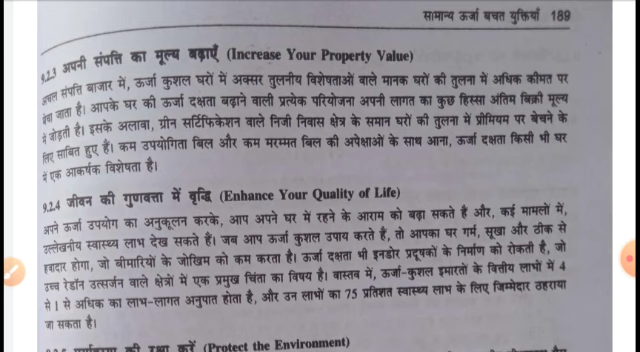 सामान्य ऊर्जा बचत युक्तियाँ 189
9.2.3 अपनी संपत्ति का मूल्य बढ़ाएँ (Increase Your Property Value)
अचल संपत्ति बाजार में, ऊर्जा कुशल घरों में अक्सर तुलनीय विशेषताओं वाले मानक घरों की तुलना में अधिक कीमत पर
बेचा जाता है। आपके घर की ऊर्जा दक्षता बढ़ाने वाली प्रत्येक परियोजना अपनी लागत का कुछ हिस्सा अंतिम बिक्री मूल्य
में जोड़ती है। इसके अलावा, ग्रीन सर्टिफिकेशन वाले निजी निवास क्षेत्र के समान घरों की तुलना में प्रीमियम पर बेचने के
लिए साबित हुए हैं। कम उपयोगिता बिल और कम मरम्मत बिल की अपेक्षाओं के साथ आना, ऊर्जा दक्षता किसी भी घर
में एक आकर्षक विशेषता है।
9.2.4 जीवन की गुणवत्ता में वृद्धि (Enhance Your Quality of Life)
अपने ऊर्जा उपयोग का अनुकूलन करके, आप अपने घर में रहने के आराम को बढ़ा सकते हैं और, कई मामलों में,
उल्लेखनीय स्वास्थ्य लाभ देख सकते हैं। जब आप ऊर्जा कुशल उपाय करते हैं, तो आपका घर गर्म, सूखा और ठीक से
हवादार होगा, जो बीमारियों के जोखिम को कम करता है। ऊर्जा दक्षता भी इनडोर प्रदूषकों के निर्माण को रोकती है, जो
उच्च रेडॉन उत्सर्जन वाले क्षेत्रों में एक प्रमुख चिंता का विषय है। वास्तव में, ऊर्जा-कुशल इमारतों के वित्तीय लाभों में 4
से 1 से अधिक का लाभ-लागत अनुपात होता है, और उन लाभों का 75 प्रतिशत स्वास्थ्य लाभ के लिए जिम्मेदार ठहराया
जा सकता है।
की रक्षा करें (Protect the Environment)